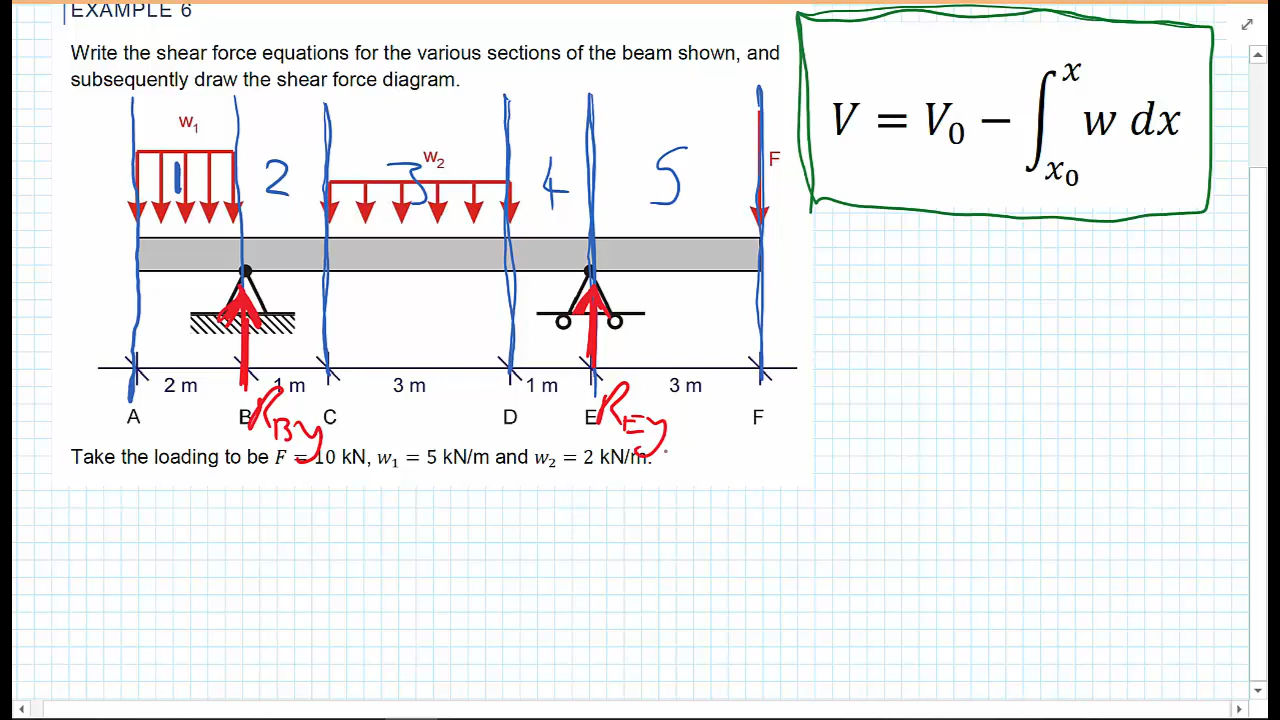 EXAMPLE 6
Write the shear force equations for the various sections of the beam shown, and
subsequently draw the shear force diagram.
V = V₀ − ∫ₓ₀ˣ w dx
w₁
w₂
F
1 2 3 4 5
2 m 1 m 3 m 1 m 3 m
A B C D E F
R_By R_Ey
Take the loading to be F = 10 kN, w₁ = 5 kN/m and w₂ = 2 kN/m.